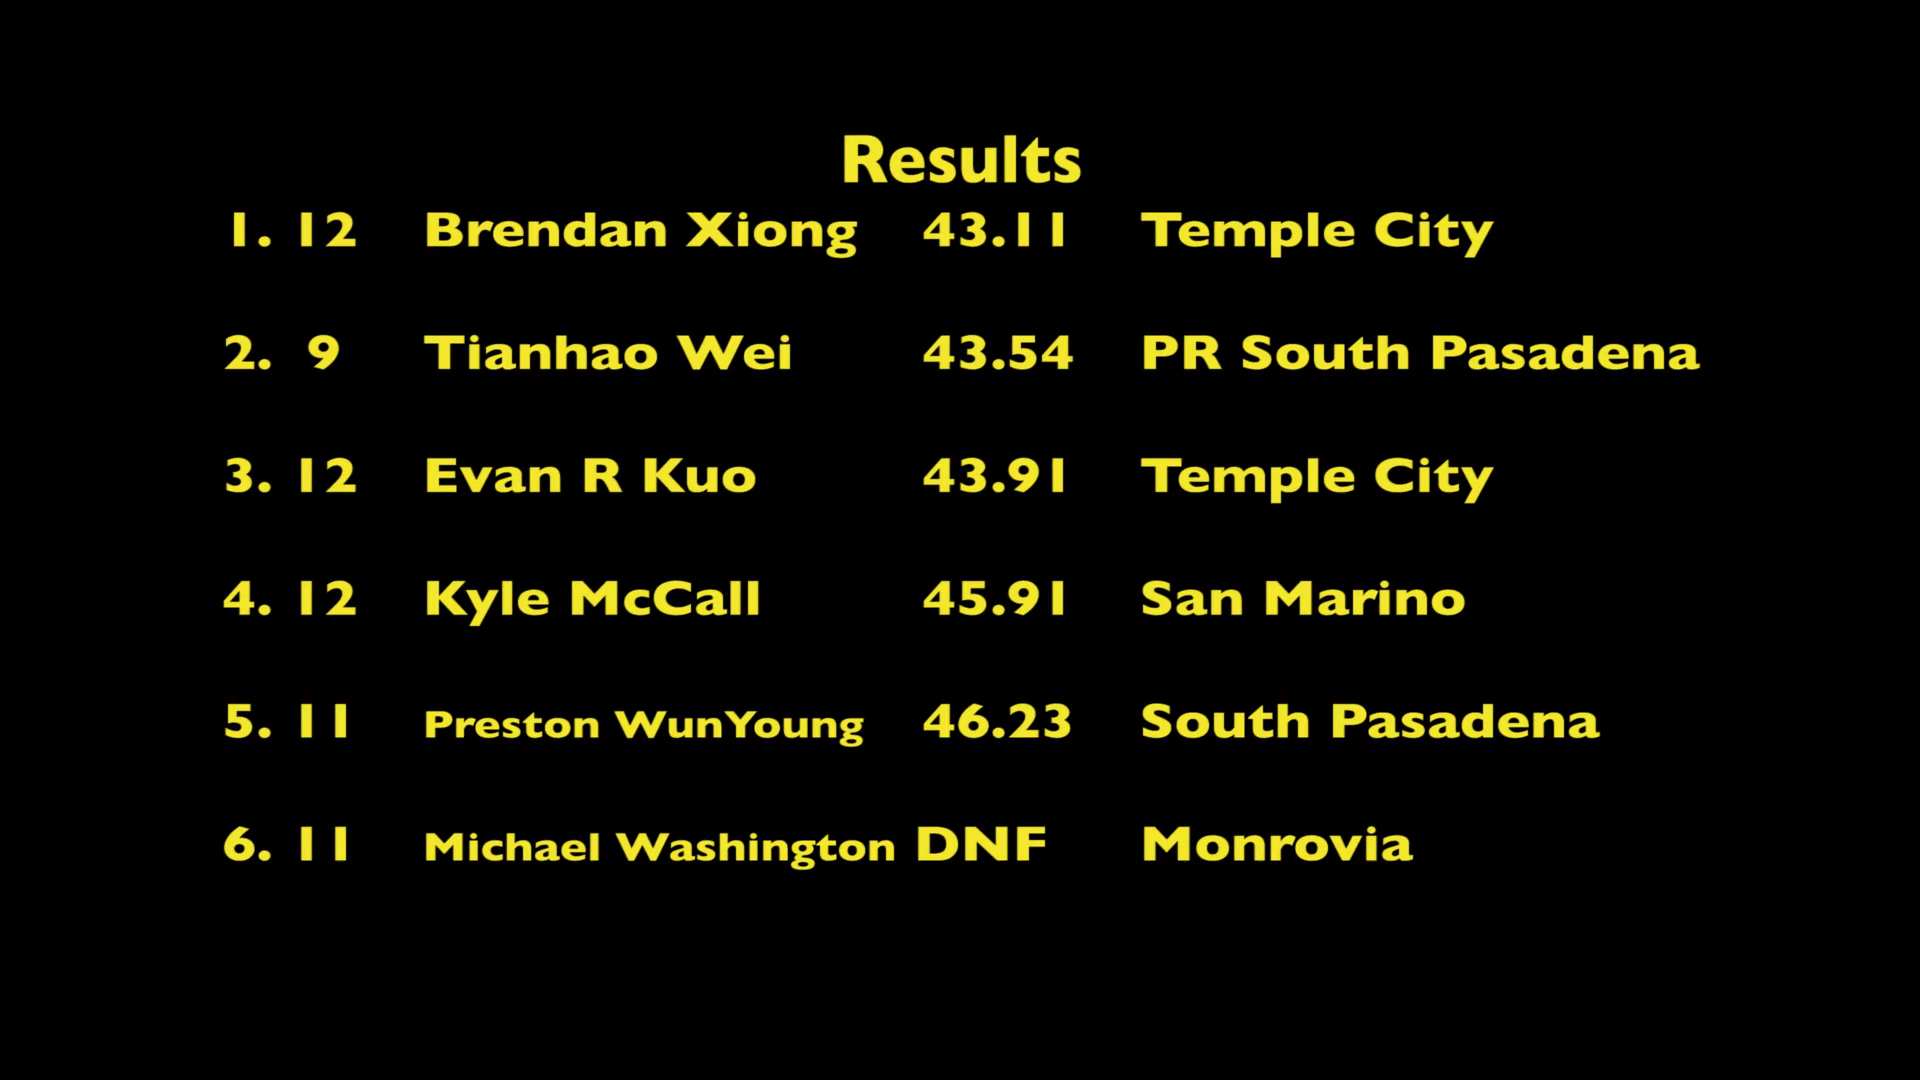 Results
1. 12 Brendan Xiong 43.11 Temple City
2. 9 Tianhao Wei 43.54 PR South Pasadena
3. 12 Evan R Kuo 43.91 Temple City
4. 12 Kyle McCall 45.91 San Marino
5. 11 Preston WunYoung 46.23 South Pasadena
6. 11 Michael Washington DNF Monrovia